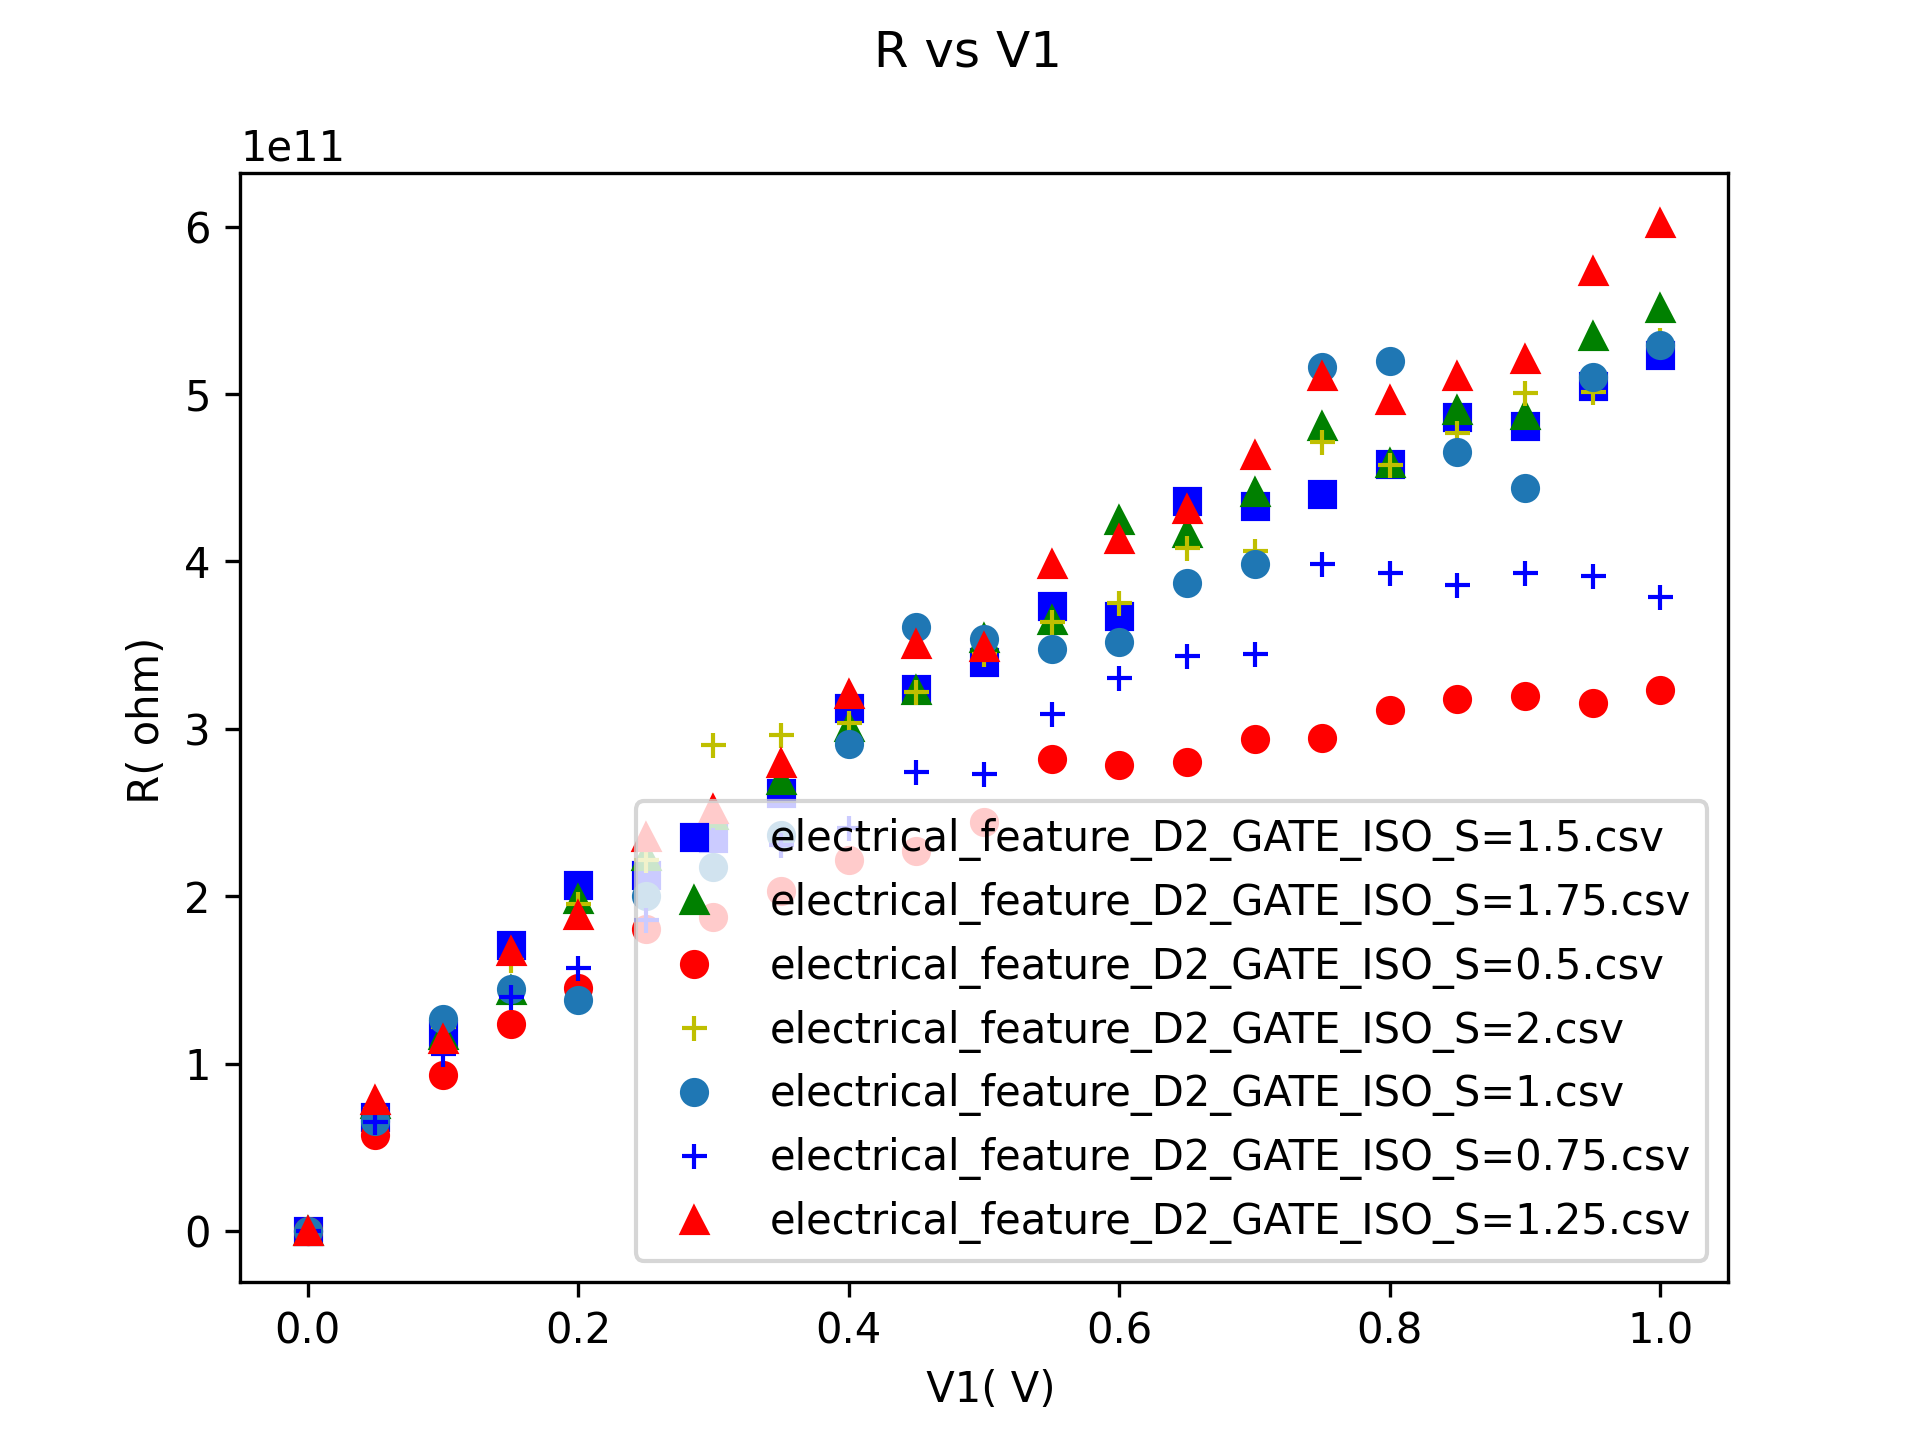 R vs V1
1e11
6
5
4
3
2
1
0
R( ohm)
electrical_feature_D2_GATE_ISO_S=1.5.csv
electrical_feature_D2_GATE_ISO_S=1.75.csv
electrical_feature_D2_GATE_ISO_S=0.5.csv
electrical_feature_D2_GATE_ISO_S=2.csv
electrical_feature_D2_GATE_ISO_S=1.csv
electrical_feature_D2_GATE_ISO_S=0.75.csv
electrical_feature_D2_GATE_ISO_S=1.25.csv
0.0 0.2 0.4 0.6 0.8 1.0
V1( V)